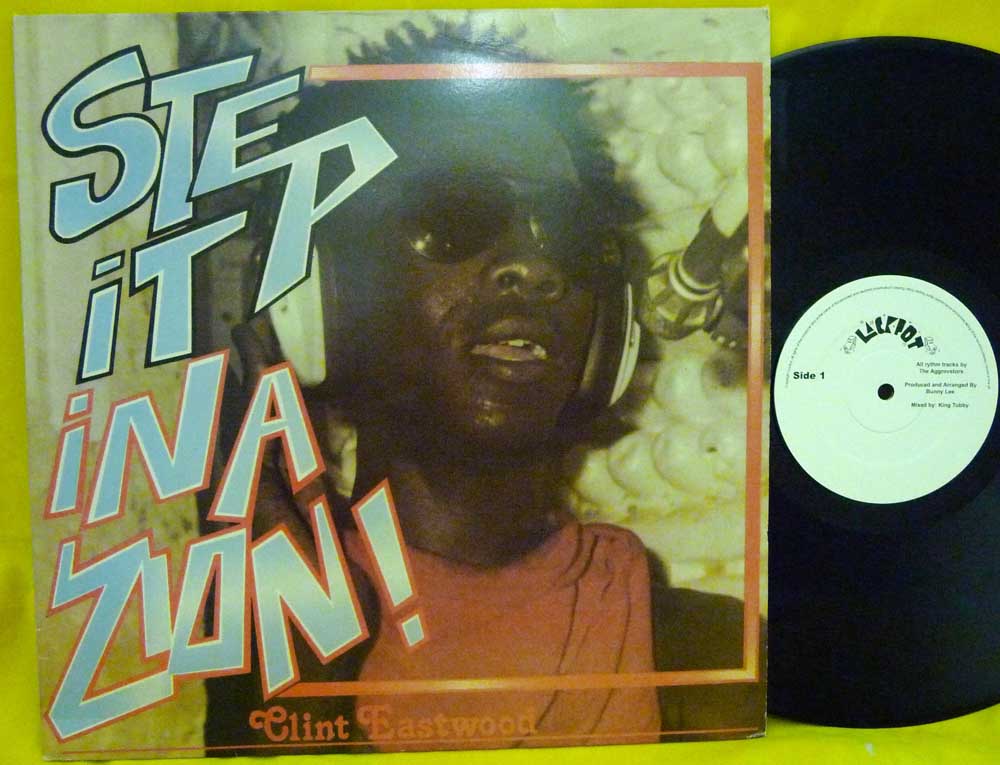 STEP
iT
iN A
ZION!
Clint Eastwood
JACKPOT
Side 1
All rythm tracks by
The Aggrovators
Produced and Arranged By
Bunny Lee
Mixed by: King Tubby